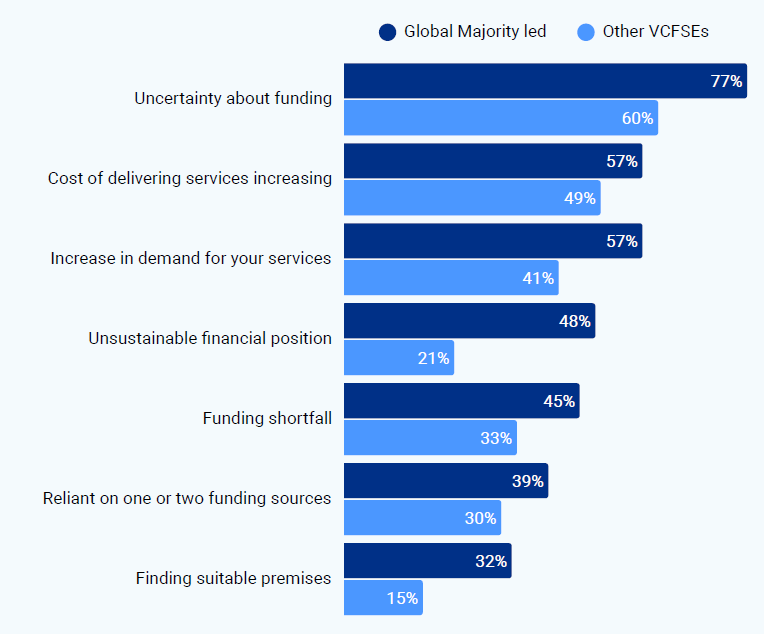 Global Majority led Other VCFSEs
Uncertainty about funding 77%
60%
Cost of delivering services increasing 57%
49%
Increase in demand for your services 57%
41%
Unsustainable financial position 48%
21%
Funding shortfall 45%
33%
Reliant on one or two funding sources 39%
30%
Finding suitable premises 32%
15%